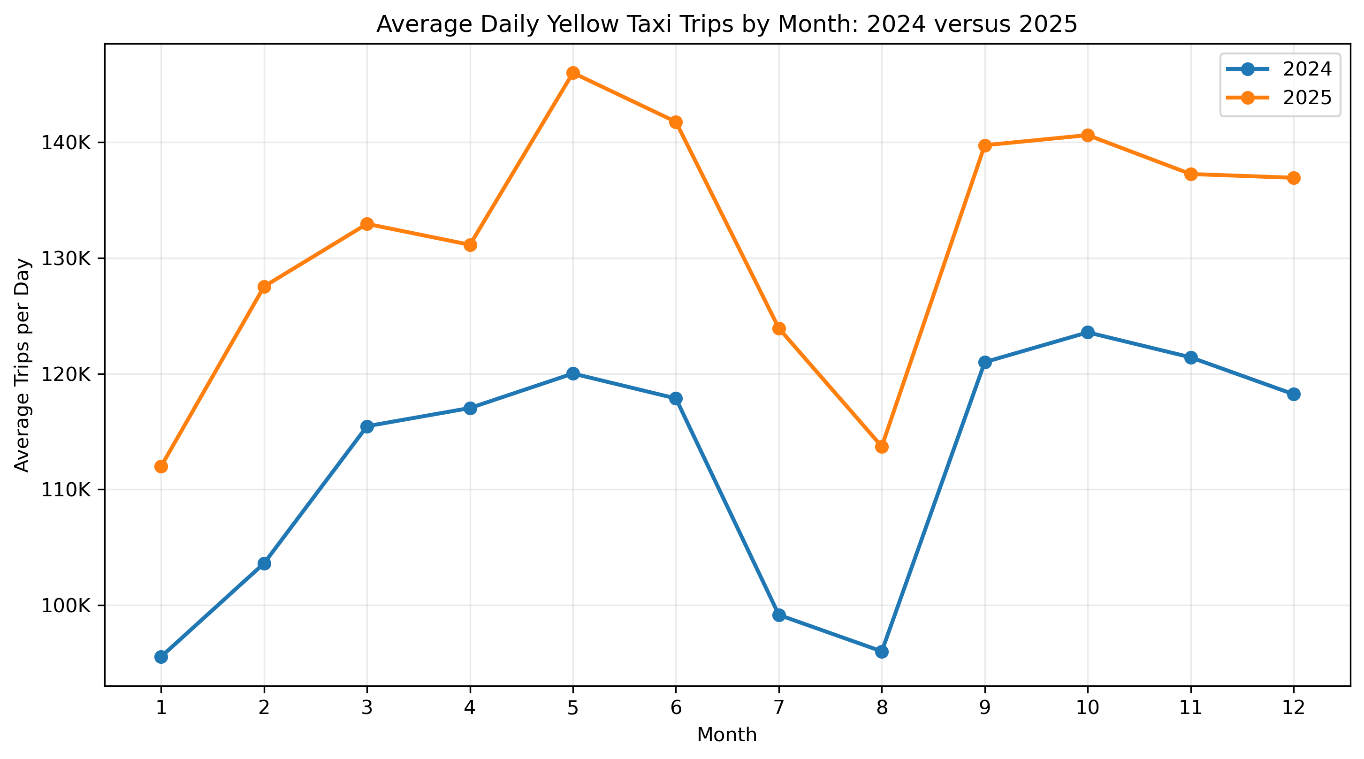 Average Daily Yellow Taxi Trips by Month: 2024 versus 2025
2024
2025
140K
130K
120K
110K
100K
Average Trips per Day
1 2 3 4 5 6 7 8 9 10 11 12
Month